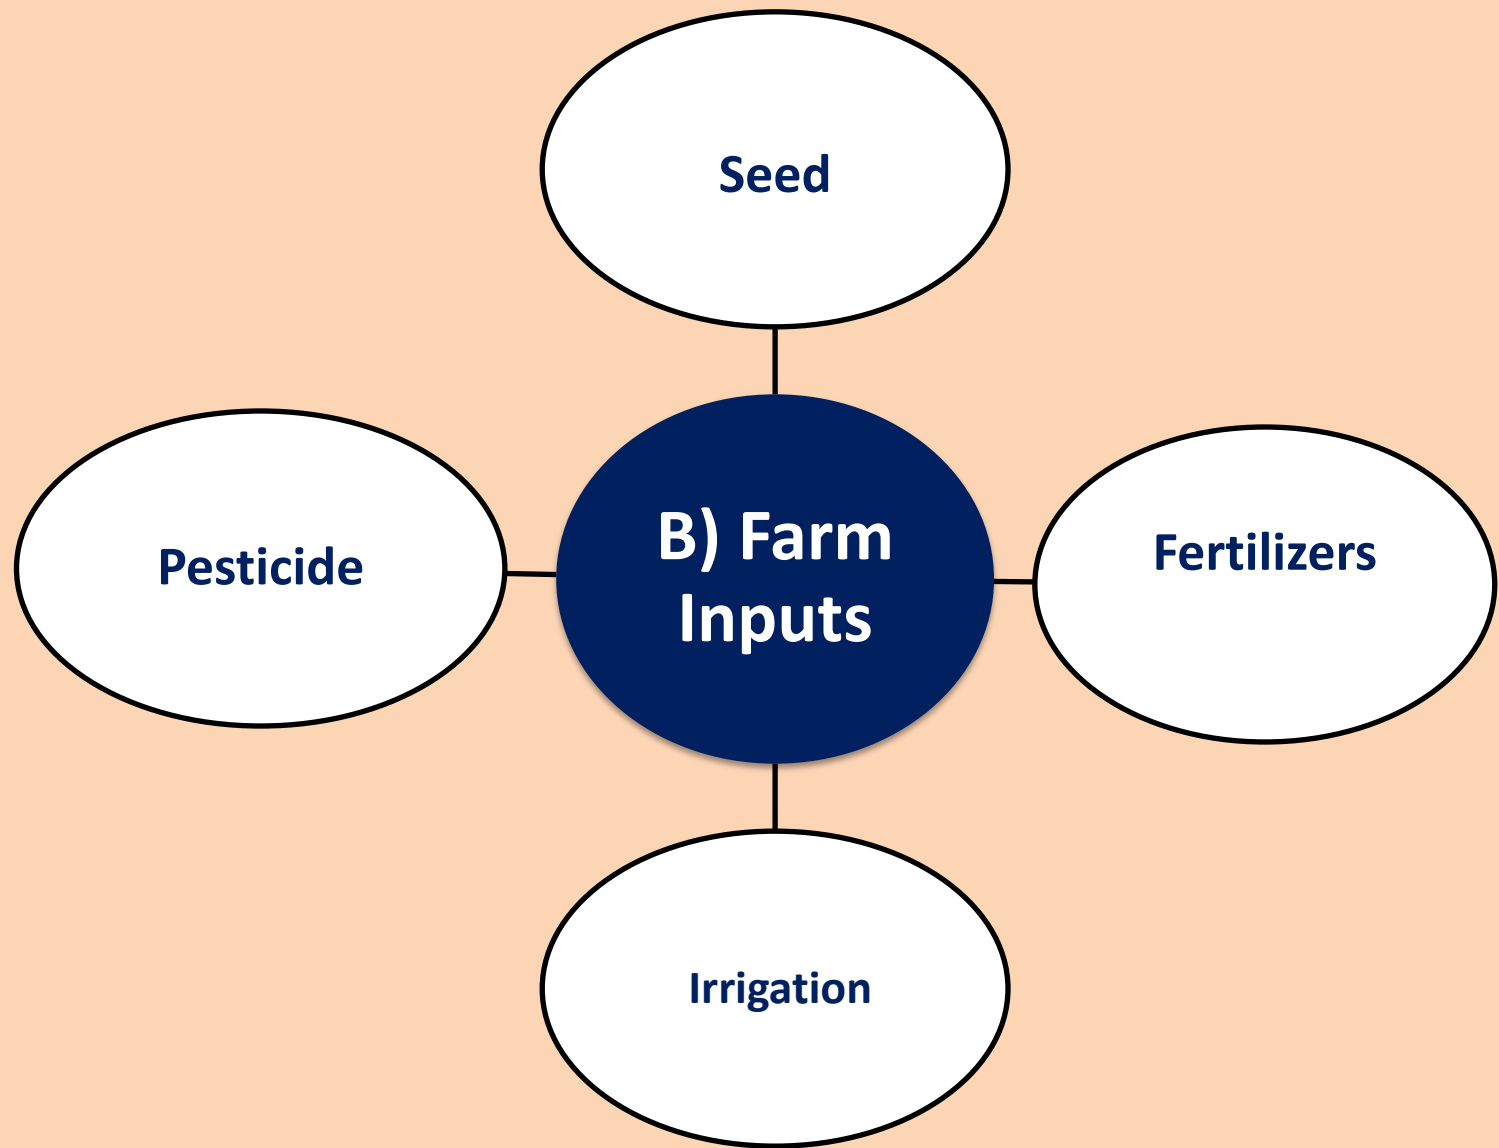 Seed
Pesticide
B) Farm
Inputs
Fertilizers
Irrigation